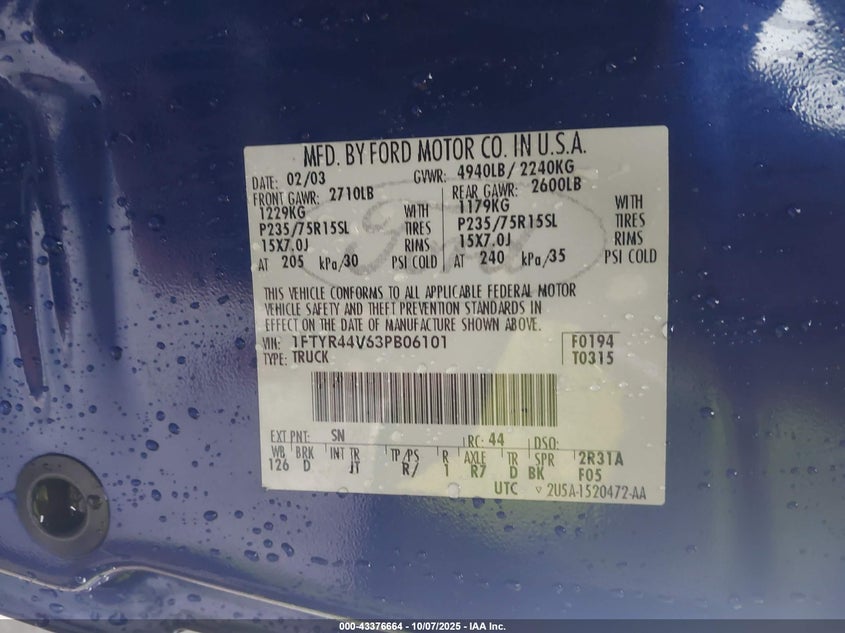 MFD. BY FORD MOTOR CO. IN U.S.A.
DATE: 02/03 GVWR: 4940LB/ 2240KG
FRONT GAWR: 2710LB REAR GAWR: 2600LB
1229KG WITH 1179KG WITH
P235/75R15SL TIRES P235/75R15SL TIRES
15X7.0J RIMS 15X7.0J RIMS
AT 205 kPa/30 PSI COLD AT 240 kPa/35 PSI COLD
Ford
THIS VEHICLE CONFORMS TO ALL APPLICABLE FEDERAL MOTOR
VEHICLE SAFETY AND THEFT PREVENTION STANDARDS IN
EFFECT ON THE DATE OF MANUFACTURE SHOWN ABOVE.
VIN: 1FTYR44V63PB06101 F0194
TYPE: TRUCK T0315
EXT PNT: SN RC: 44 DSO:
WB BRK INT TR TP/PS R AXLE TR SPR 2R31A
126 D JT R/ 1 R7 D BK F05
UTC ▽ 2U5A-1520472-AA
000-43376664 - 10/07/2025 - IAA Inc.